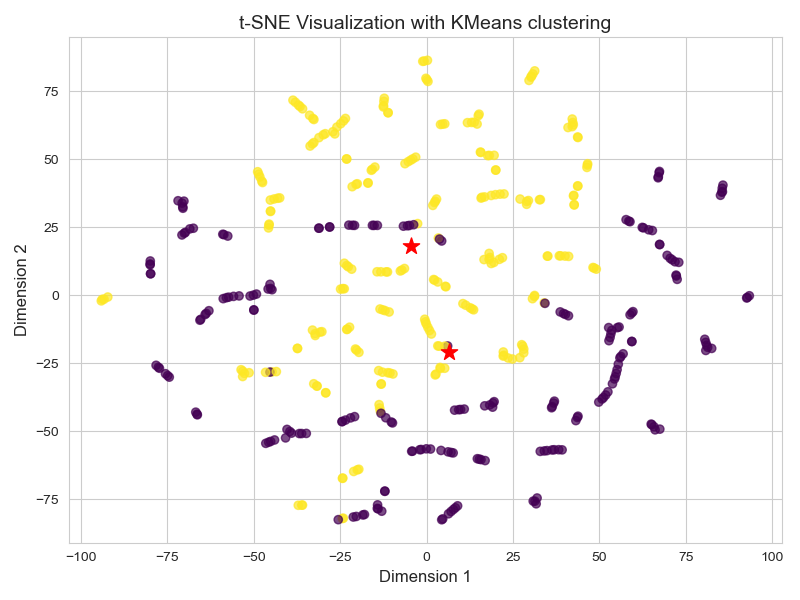 t-SNE Visualization with KMeans clustering
75
50
25
0
−25
−50
−75
Dimension 2
−100 −75 −50 −25 0 25 50 75 100
Dimension 1